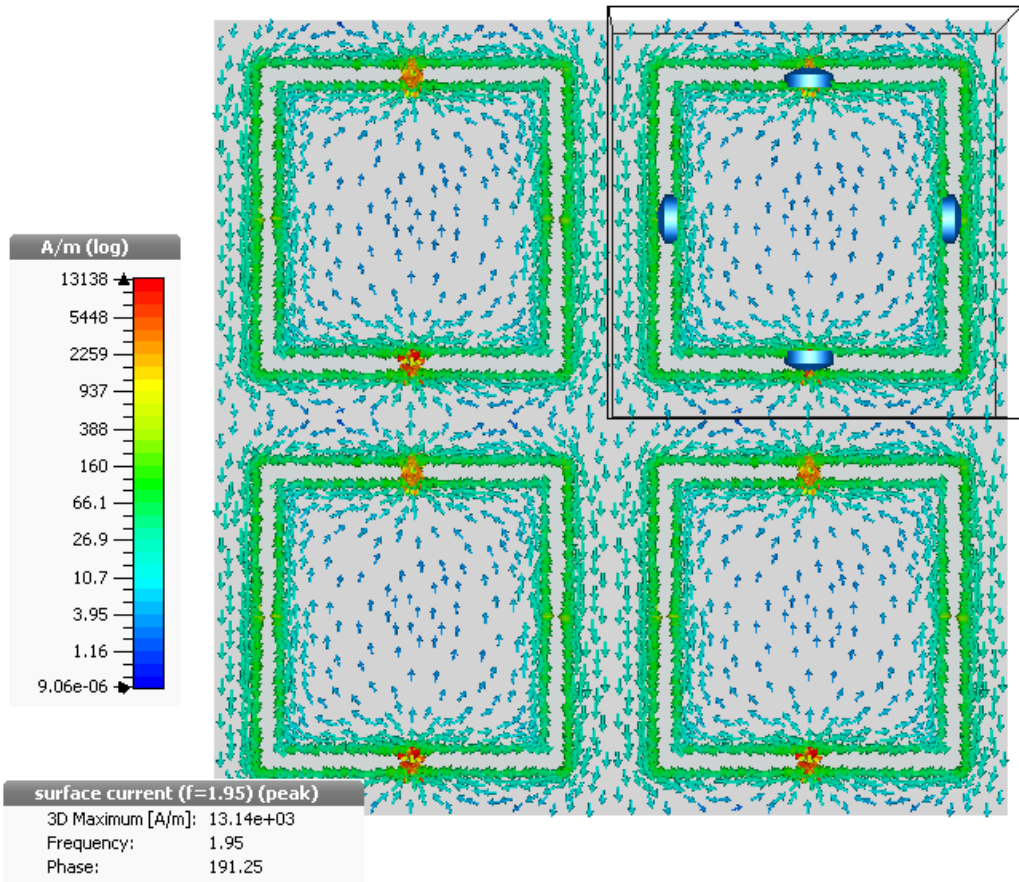 A/m (log)
13138
5448
2259
937
388
160
66.1
26.9
10.7
3.95
1.16
9.06e-06
surface current (f=1.95) (peak)
3D Maximum [A/m]: 13.14e+03
Frequency: 1.95
Phase: 191.25